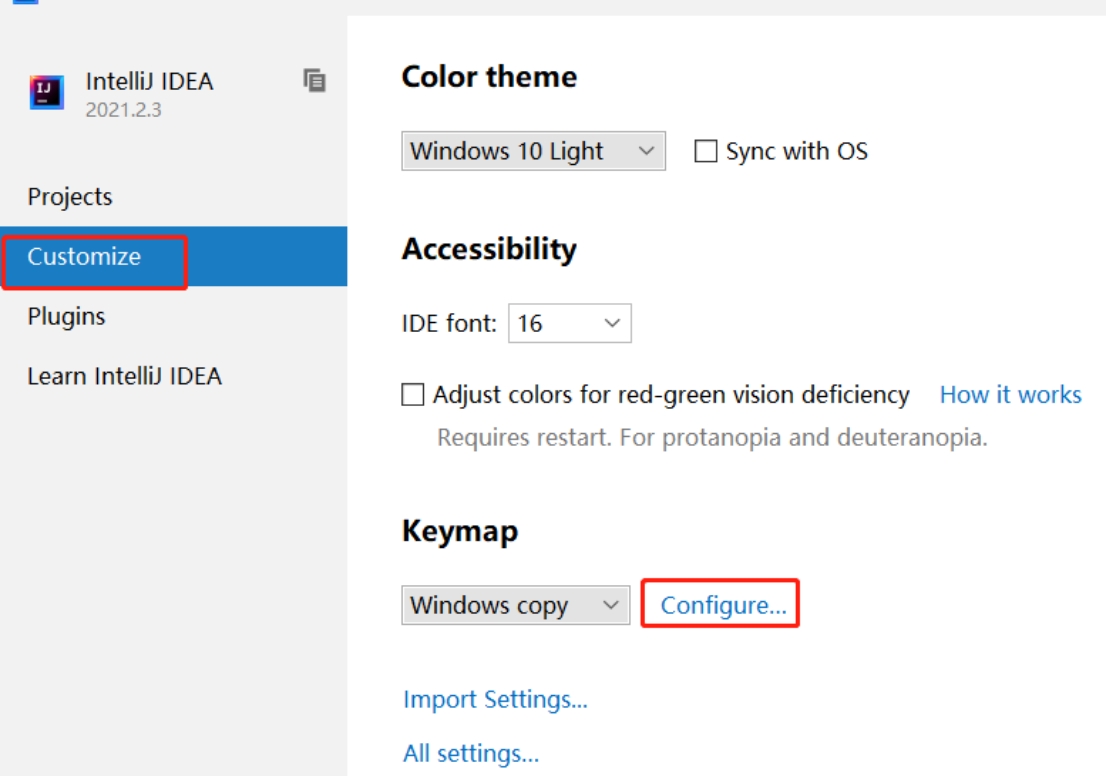 IntelliJ IDEA
2021.2.3
Projects
Customize
Plugins
Learn IntelliJ IDEA
Color theme
Windows 10 Light
Sync with OS
Accessibility
IDE font: 16
Adjust colors for red-green vision deficiency How it works
Requires restart. For protanopia and deuteranopia.
Keymap
Windows copy Configure...
Import Settings...
All settings...